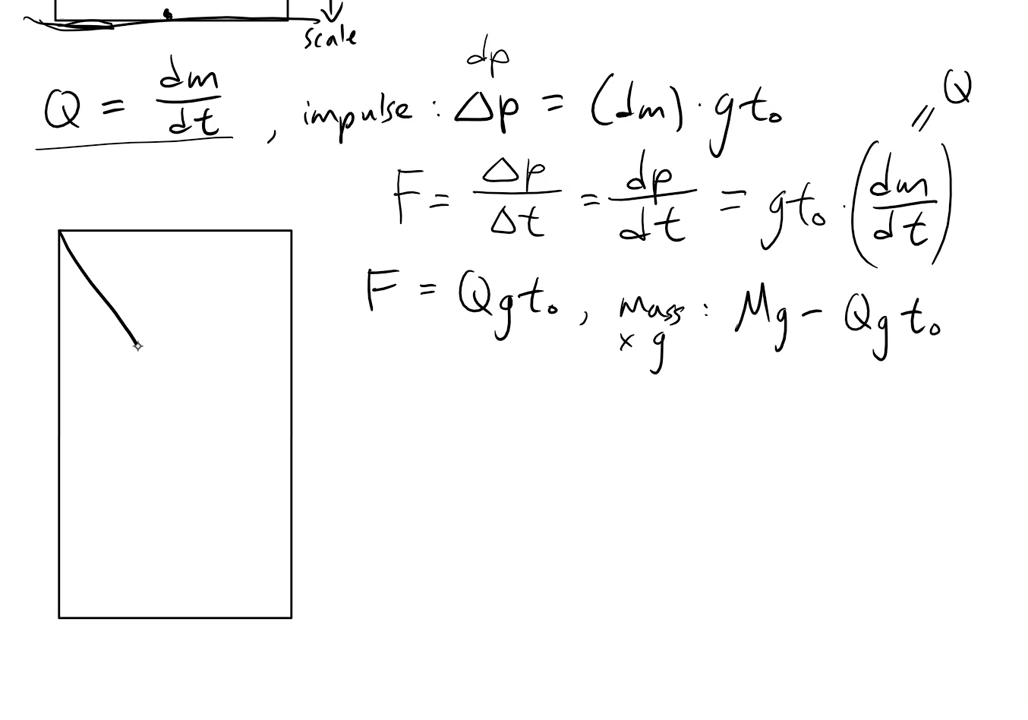 scale
dp
Q = dm/dt , impulse : Δp = (dm) · gt₀
Q
F = Δp/Δt = dp/dt = gt₀ · (dm/dt)
F = Qgt₀ , mass × g : Mg − Qgt₀